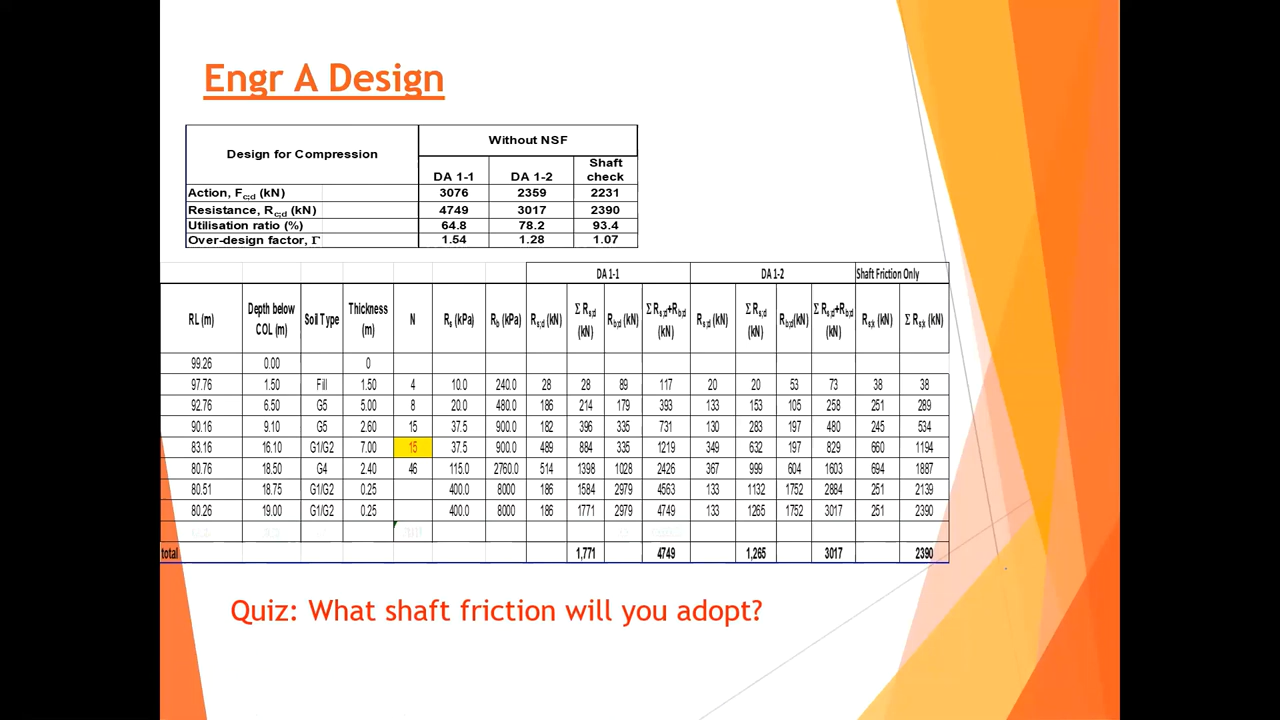 Engr A Design
Design for Compression | Without NSF
DA 1-1 | DA 1-2 | Shaft check
Action, Fc;d (kN) | 3076 | 2359 | 2231
Resistance, Rc;d (kN) | 4749 | 3017 | 2390
Utilisation ratio (%) | 64.8 | 78.2 | 93.4
Over-design factor, Γ | 1.54 | 1.28 | 1.07
DA 1-1 | DA 1-2 | Shaft Friction Only
RL (m) | Depth below COL (m) | Soil Type | Thickness (m) | N | Rs (kPa) | Rb (kPa) | Rs;d (kN) | Σ Rs;d (kN) | Rb;d (kN) | Σ Rs;d+Rb;d (kN) | Rs;d (kN) | Σ Rs;d (kN) | Rb;d(kN) | Σ Rs;d+Rb;d (kN) | Rs;k (kN) | Σ Rs;k (kN)
99.26 | 0.00 | 0
97.76 | 1.50 | Fill | 1.50 | 4 | 10.0 | 240.0 | 28 | 28 | 89 | 117 | 20 | 20 | 53 | 73 | 38 | 38
92.76 | 6.50 | G5 | 5.00 | 8 | 20.0 | 480.0 | 186 | 214 | 179 | 393 | 133 | 153 | 105 | 258 | 251 | 289
90.16 | 9.10 | G5 | 2.60 | 15 | 37.5 | 900.0 | 182 | 396 | 335 | 731 | 130 | 283 | 197 | 480 | 245 | 534
83.16 | 16.10 | G1/G2 | 7.00 | 15 | 37.5 | 900.0 | 489 | 884 | 335 | 1219 | 349 | 632 | 197 | 829 | 660 | 1194
80.76 | 18.50 | G4 | 2.40 | 46 | 115.0 | 2760.0 | 514 | 1398 | 1028 | 2426 | 367 | 999 | 604 | 1603 | 694 | 1887
80.51 | 18.75 | G1/G2 | 0.25 | 400.0 | 8000 | 186 | 1584 | 2979 | 4563 | 133 | 1132 | 1752 | 2884 | 251 | 2139
80.26 | 19.00 | G1/G2 | 0.25 | 400.0 | 8000 | 186 | 1771 | 2979 | 4749 | 133 | 1265 | 1752 | 3017 | 251 | 2390
total | 1,771 | 4749 | 1,265 | 3017 | 2390
Quiz: What shaft friction will you adopt?